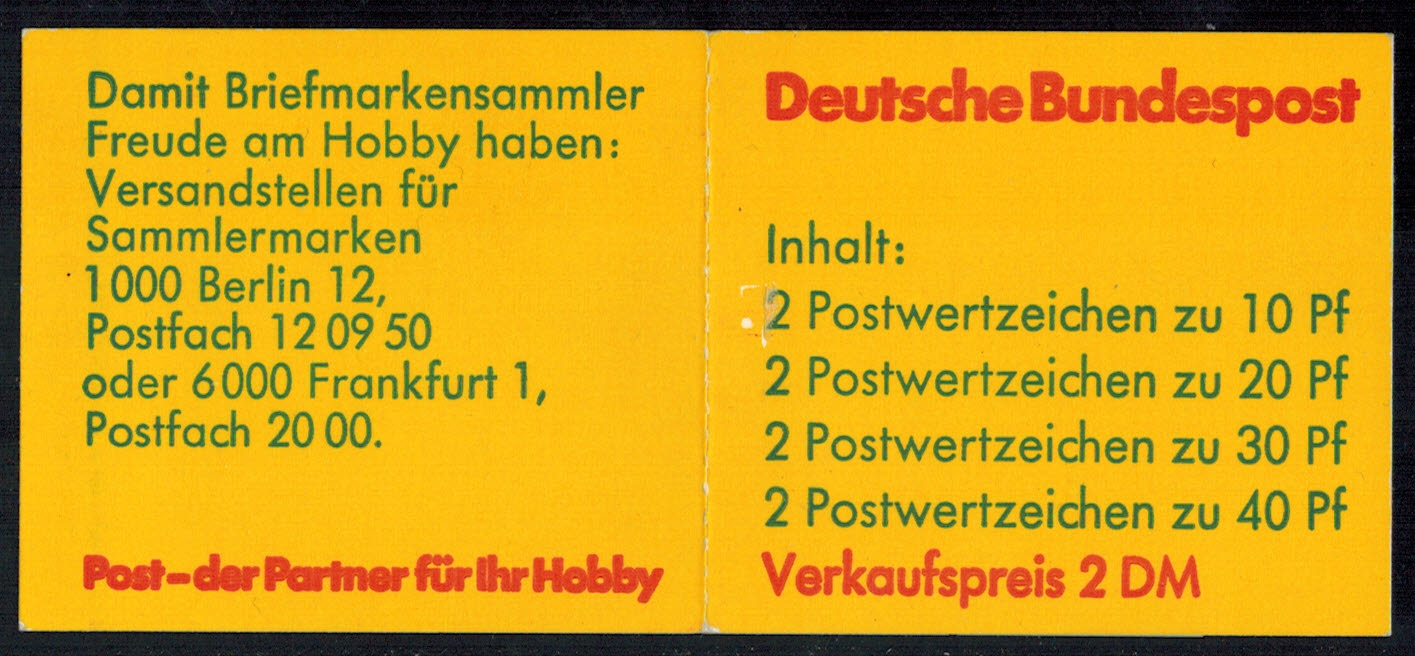 Damit Briefmarkensammler
Freude am Hobby haben:
Versandstellen für
Sammlermarken
1000 Berlin 12,
Postfach 12 09 50
oder 6000 Frankfurt 1,
Postfach 20 00.
Post – der Partner für Ihr Hobby
Deutsche Bundespost
Inhalt:
2 Postwertzeichen zu 10 Pf
2 Postwertzeichen zu 20 Pf
2 Postwertzeichen zu 30 Pf
2 Postwertzeichen zu 40 Pf
Verkaufspreis 2 DM